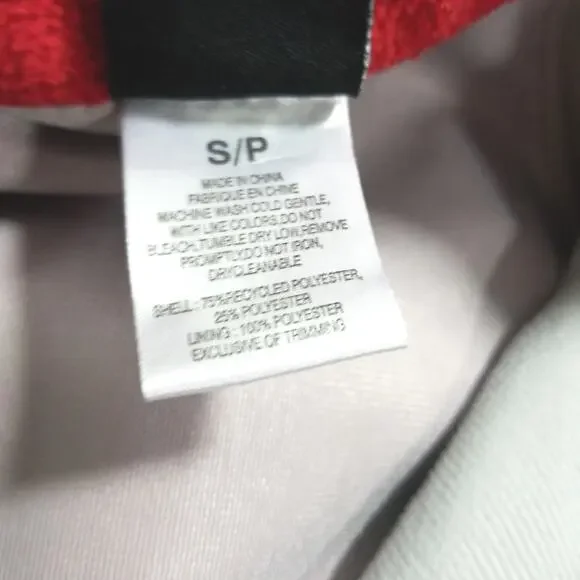 S/P
MADE IN CHINA
FABRIQUE EN CHINE
MACHINE WASH COLD GENTLE,
WITH LIKE COLORS.DO NOT
BLEACH.TUMBLE DRY LOW.REMOVE
PROMPTLY.DO NOT IRON,
DRYCLEANABLE
SHELL : 75%RECYCLED POLYESTER,
25% POLYESTER
LINING : 100% POLYESTER
EXCLUSIVE OF TRIMMING